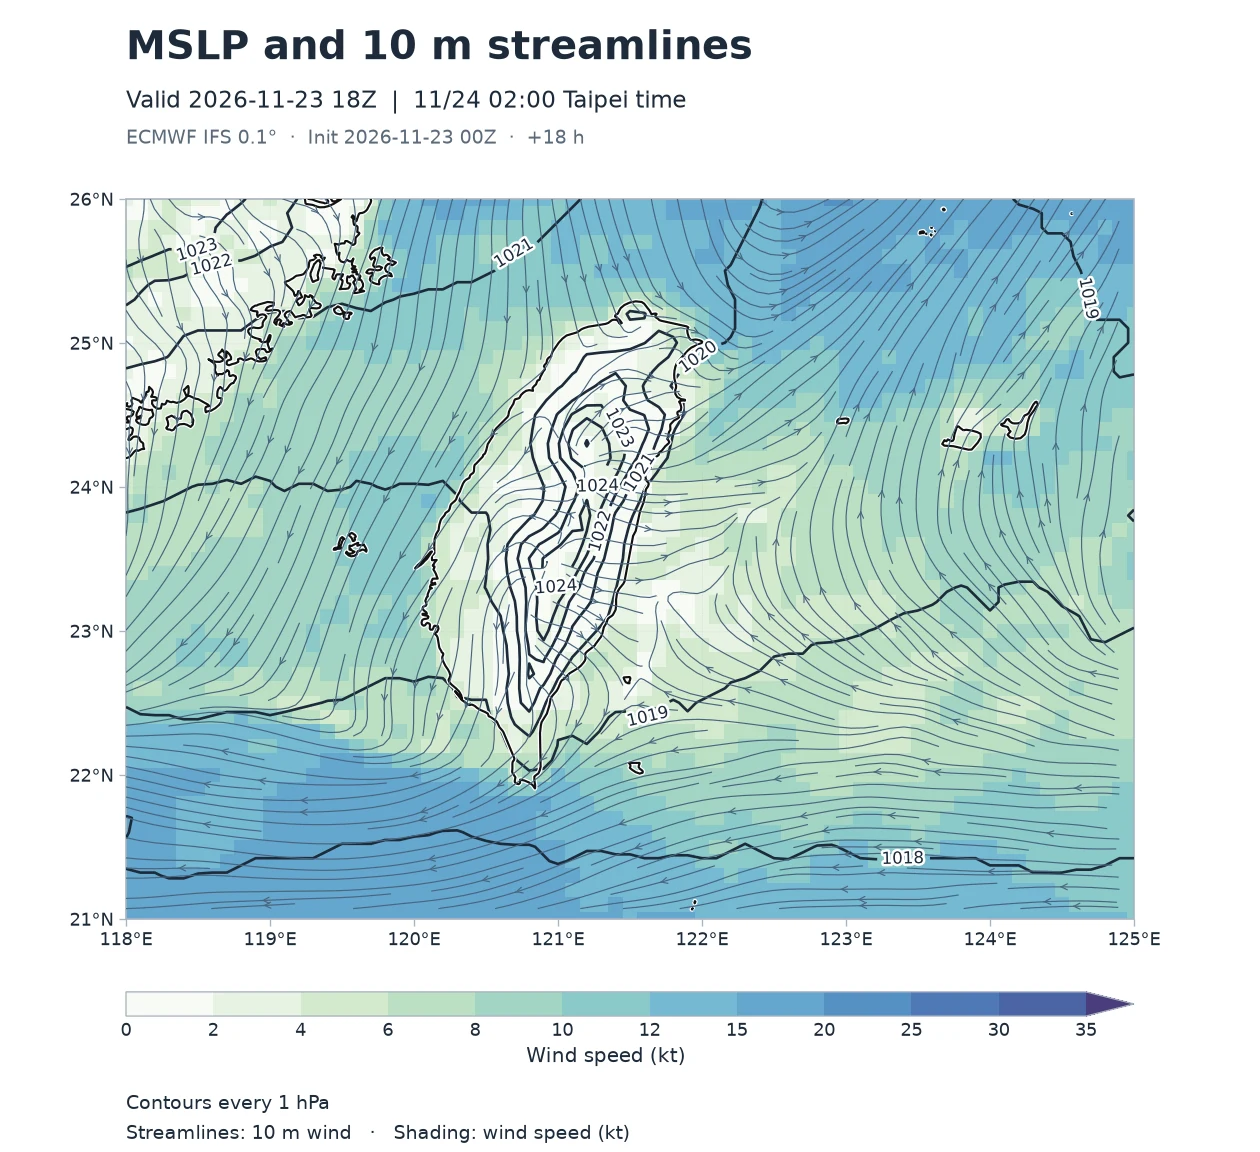 MSLP and 10 m streamlines
Valid 2026-11-23 18Z | 11/24 02:00 Taipei time
ECMWF IFS 0.1° · Init 2026-11-23 00Z · +18 h
26°N
25°N
24°N
23°N
22°N
21°N
1023
1022
1021
1019
1020
1023
1021
1024
1022
1024
1019
1018
118°E 119°E 120°E 121°E 122°E 123°E 124°E 125°E
0 2 4 6 8 10 12 15 20 25 30 35
Wind speed (kt)
Contours every 1 hPa
Streamlines: 10 m wind · Shading: wind speed (kt)